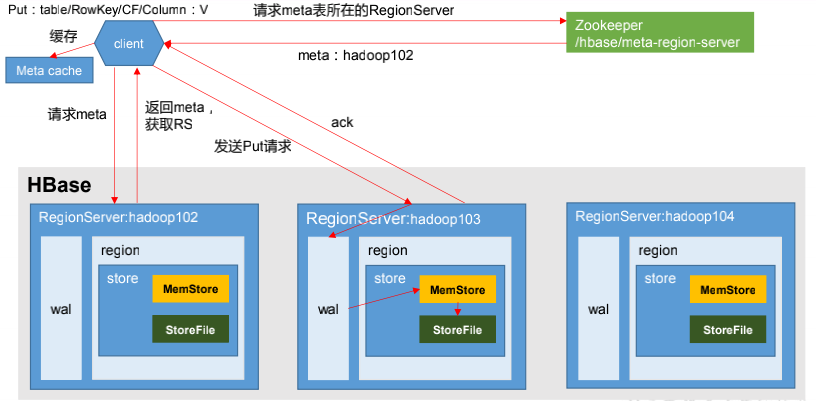 Put：table/RowKey/CF/Column：V
请求meta表所在的RegionServer
Zookeeper
/hbase/meta-region-server
缓存
client
meta：hadoop102
Meta cache
请求meta
返回meta，
获取RS
ack
发送Put请求
HBase
RegionServer:hadoop102
region
store
MemStore
StoreFile
wal
RegionServer:hadoop103
region
store
MemStore
StoreFile
wal
RegionServer:hadoop104
region
store
MemStore
StoreFile
wal